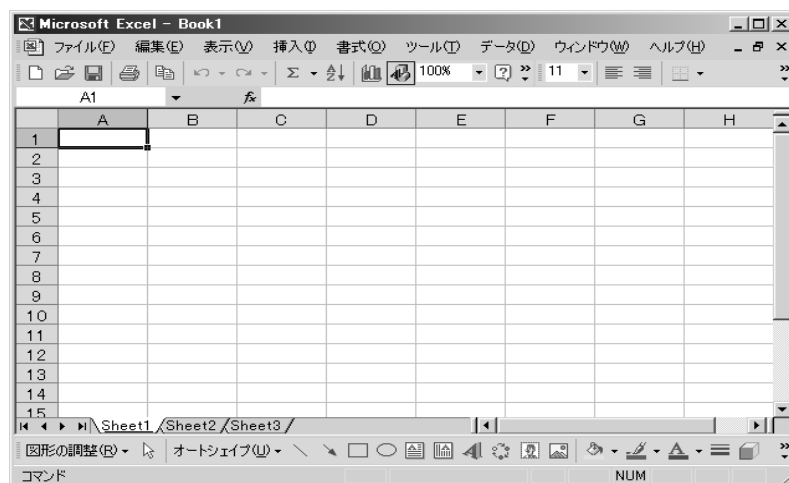 Microsoft Excel - Book1
ファイル(F) 編集(E) 表示(V) 挿入(I) 書式(O) ツール(T) データ(D) ウィンドウ(W) ヘルプ(H)
Σ 100% 11
A1 fx
A B C D E F G H
1
2
3
4
5
6
7
8
9
10
11
12
13
14
15
Sheet1 Sheet2 Sheet3
図形の調整(R) オートシェイプ(U) A
コマンド NUM